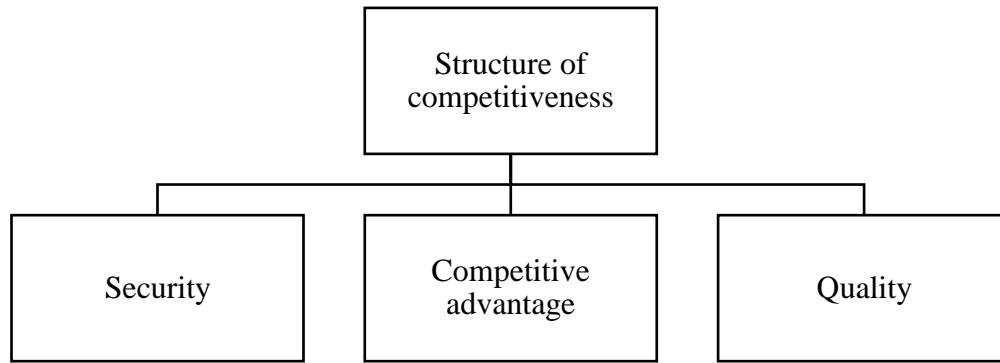 Structure of
competitiveness
Security
Competitive
advantage
Quality